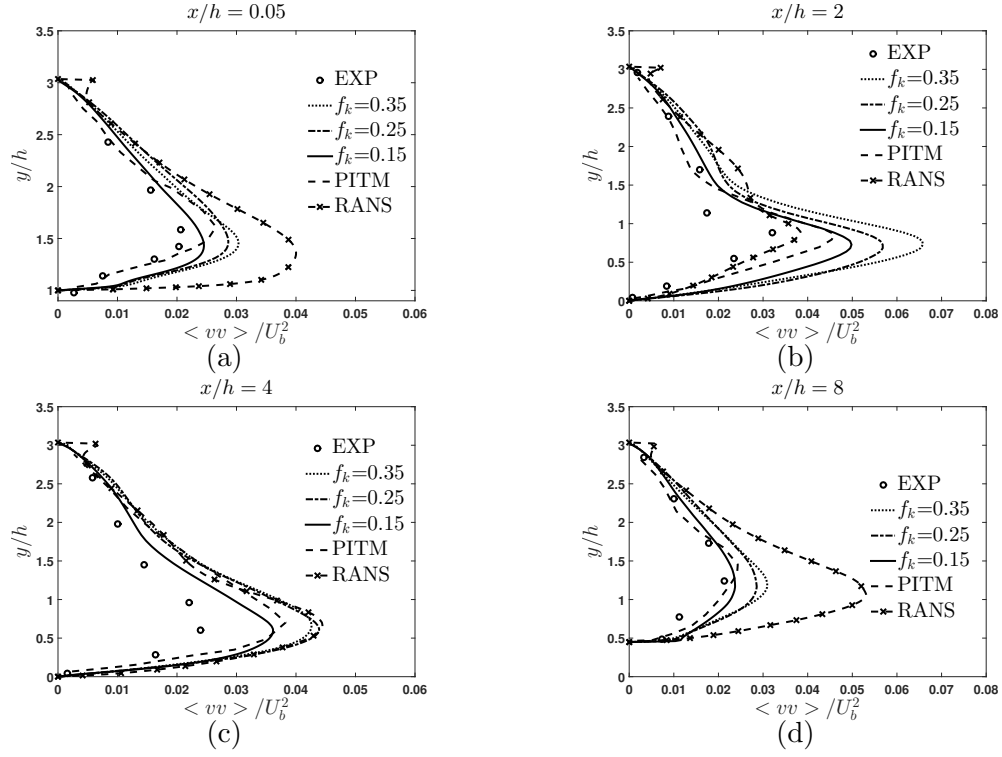 x/h = 0.05
3.5
3
2.5
2
1.5
1
0.5
0
y/h
0 0.01 0.02 0.03 0.04 0.05 0.06
< vv > /U_b^2
EXP
f_k=0.35
f_k=0.25
f_k=0.15
PITM
RANS
(a)
x/h = 2
3.5
3
2.5
2
1.5
1
0.5
0
y/h
0 0.01 0.02 0.03 0.04 0.05 0.06 0.07 0.08
< vv > /U_b^2
EXP
f_k=0.35
f_k=0.25
f_k=0.15
PITM
RANS
(b)
x/h = 4
3.5
3
2.5
2
1.5
1
0.5
0
y/h
0 0.01 0.02 0.03 0.04 0.05 0.06
< vv > /U_b^2
EXP
f_k=0.35
f_k=0.25
f_k=0.15
PITM
RANS
(c)
x/h = 8
3.5
3
2.5
2
1.5
1
0.5
0
y/h
0 0.01 0.02 0.03 0.04 0.05 0.06 0.07 0.08
< vv > /U_b^2
EXP
f_k=0.35
f_k=0.25
f_k=0.15
PITM
RANS
(d)